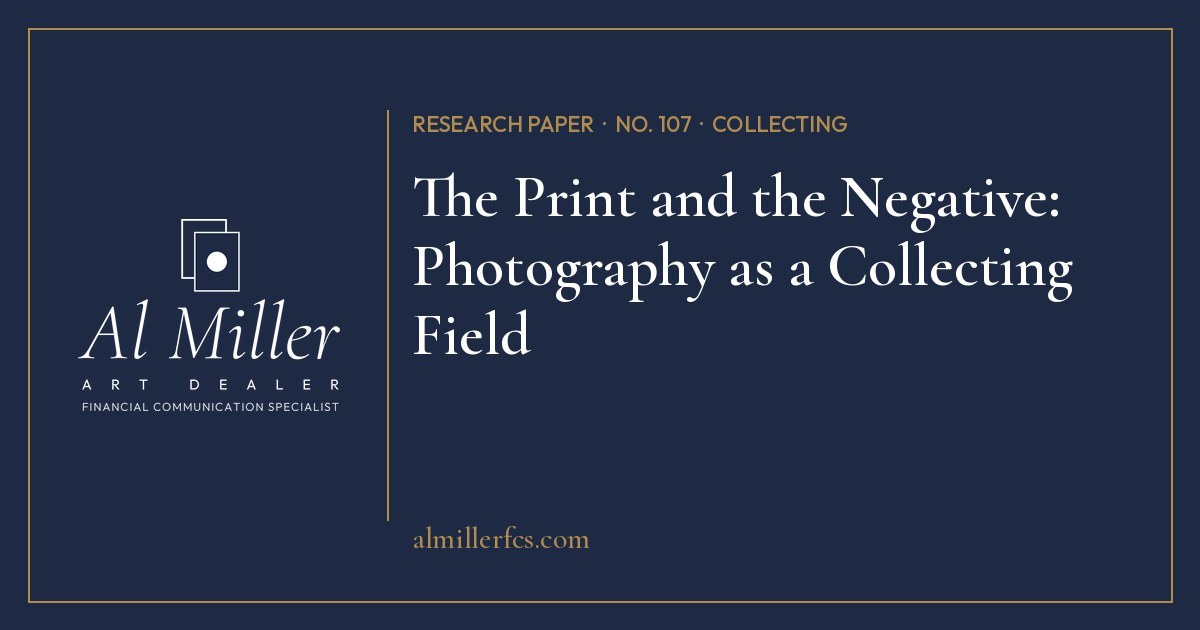 Al Miller
ART DEALER
FINANCIAL COMMUNICATION SPECIALIST
RESEARCH PAPER · NO. 107 · COLLECTING
The Print and the Negative:
Photography as a Collecting
Field
almillerfcs.com